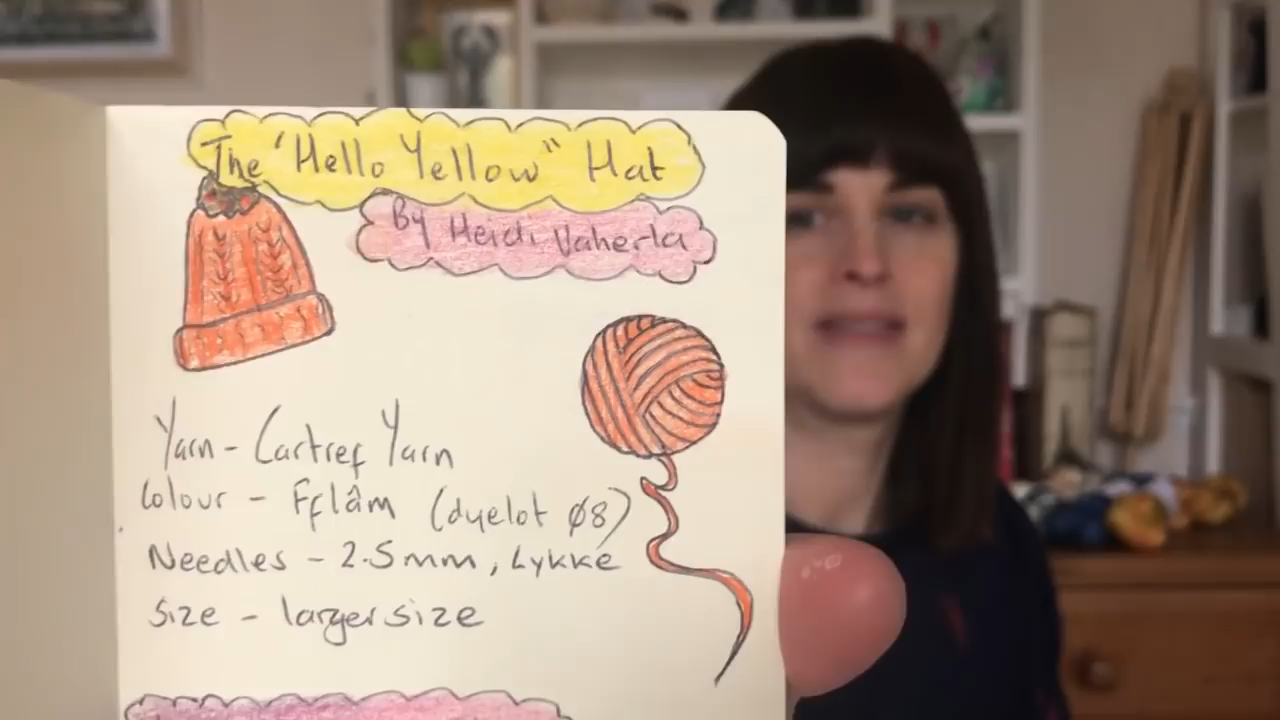 The 'Hello Yellow" Hat
By Heidi Vaherla
Yarn - Cartref Yarn
Colour - Fflâm (dyelot Ø8)
Needles - 2.5mm, Lykké
Size - larger size